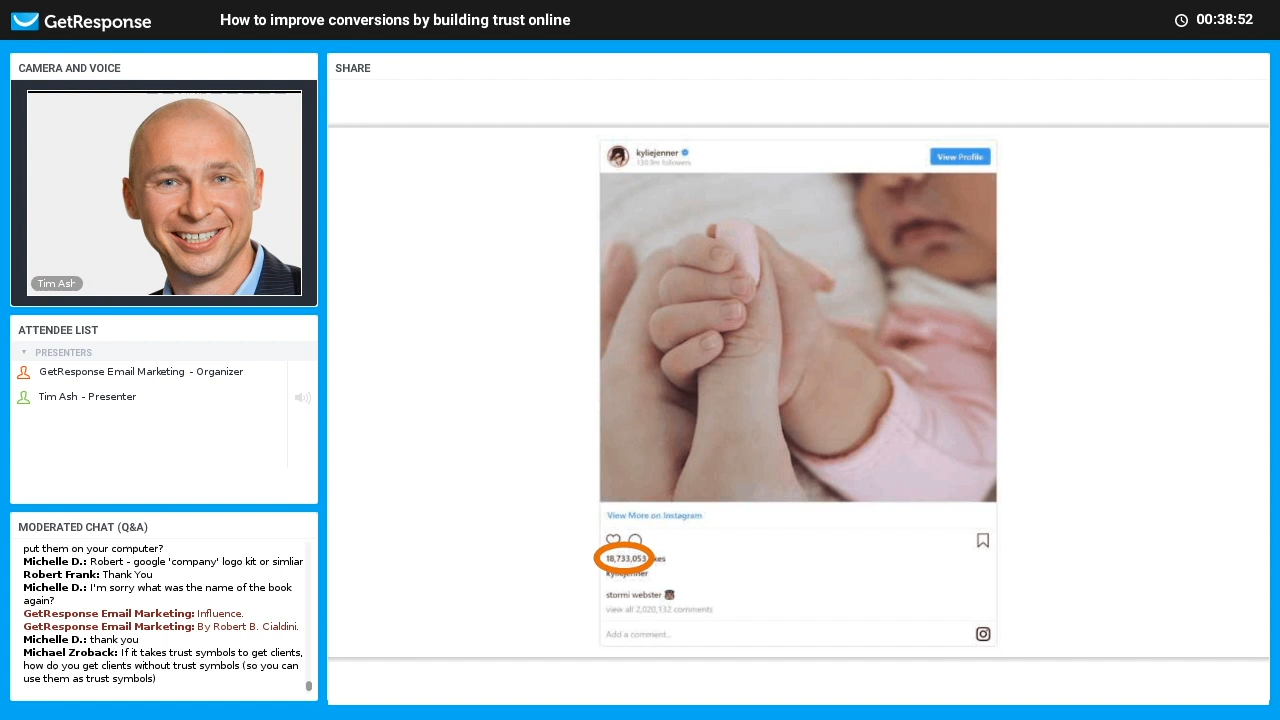 GetResponse
How to improve conversions by building trust online
00:38:52
CAMERA AND VOICE
Tim Ash
ATTENDEE LIST
PRESENTERS
GetResponse Email Marketing - Organizer
Tim Ash - Presenter
MODERATED CHAT (Q&A)
put them on your computer?
Michelle D.: Robert - google 'company' logo kit or simliar
Robert Frank: Thank You
Michelle D.: I'm sorry what was the name of the book
again?
GetResponse Email Marketing: Influence.
GetResponse Email Marketing: By Robert B. Cialdini.
Michelle D.: thank you
Michael Zroback: If it takes trust symbols to get clients,
how do you get clients without trust symbols (so you can
use them as trust symbols)
SHARE
kyliejenner
followers
View Profile
View More on Instagram
18,733,053 likes
kyliejenner
stormi webster
view all 2,020,132 comments
Add a comment...